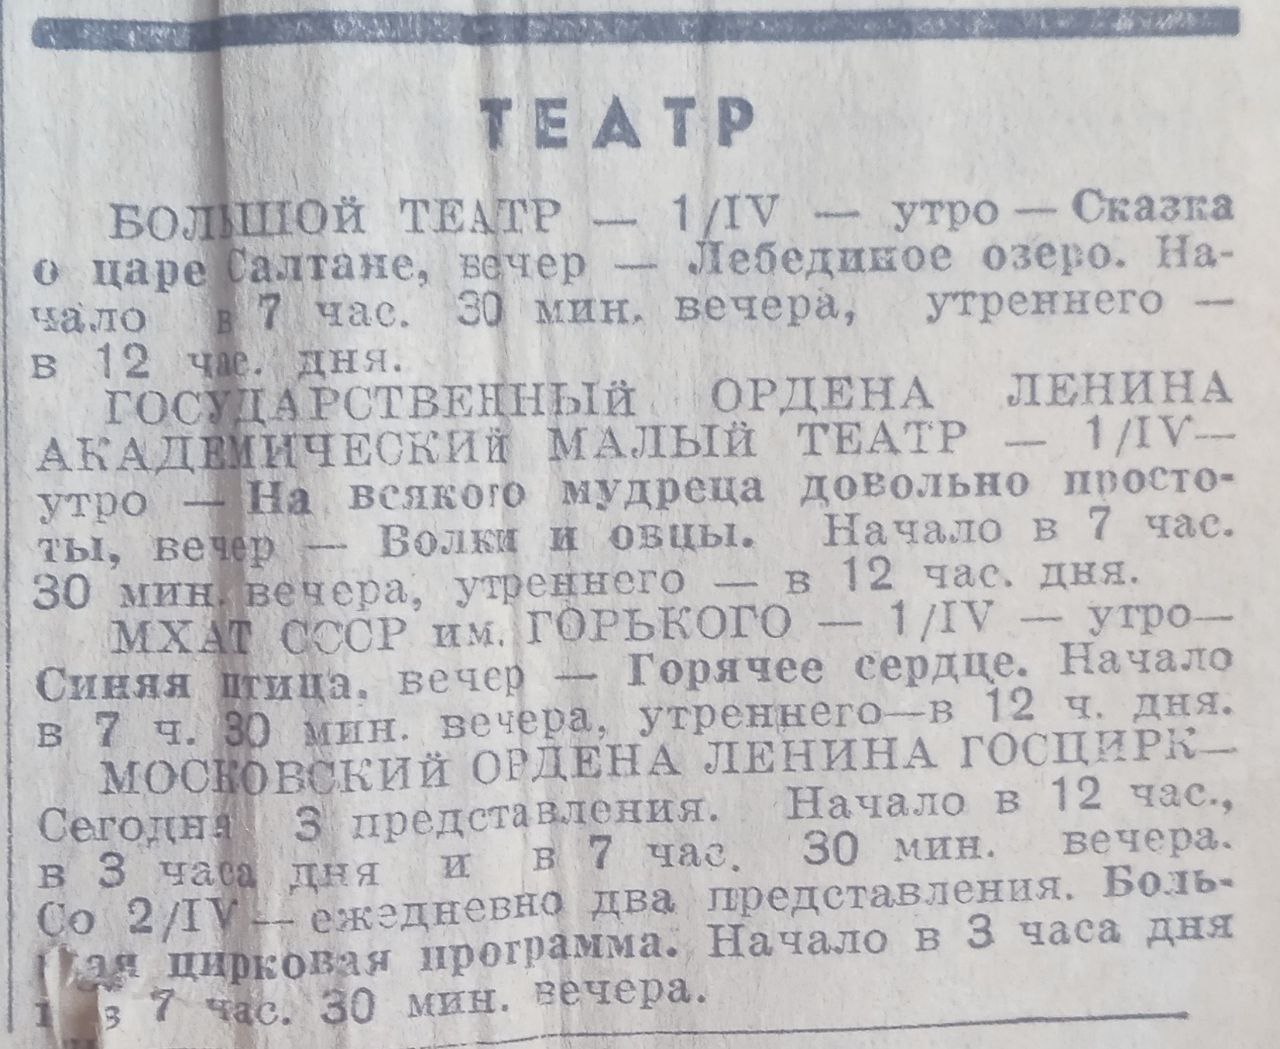 ТЕАТР
БОЛЬШОЙ ТЕАТР — 1/IV — утро — Сказка
о царе Салтане, вечер — Лебединое озеро. На-
чало в 7 час. 30 мин. вечера, утреннего —
в 12 час. дня.
ГОСУДАРСТВЕННЫЙ ОРДЕНА ЛЕНИНА
АКАДЕМИЧЕСКИЙ МАЛЫЙ ТЕАТР — 1/IV—
утро — На всякого мудреца довольно просто-
ты, вечер — Волки и овцы. Начало в 7 час.
30 мин. вечера, утреннего — в 12 час. дня.
МХАТ СССР им. ГОРЬКОГО — 1/IV — утро—
Синяя птица, вечер — Горячее сердце. Начало
в 7 ч. 30 мин. вечера, утреннего—в 12 ч. дня.
МОСКОВСКИЙ ОРДЕНА ЛЕНИНА ГОСЦИРК—
Сегодня 3 представления. Начало в 12 час.,
в 3 часа дня и в 7 час. 30 мин. вечера.
Со 2/IV — ежедневно два представления. Боль-
шая цирковая программа. Начало в 3 часа дня
и в 7 час. 30 мин. вечера.